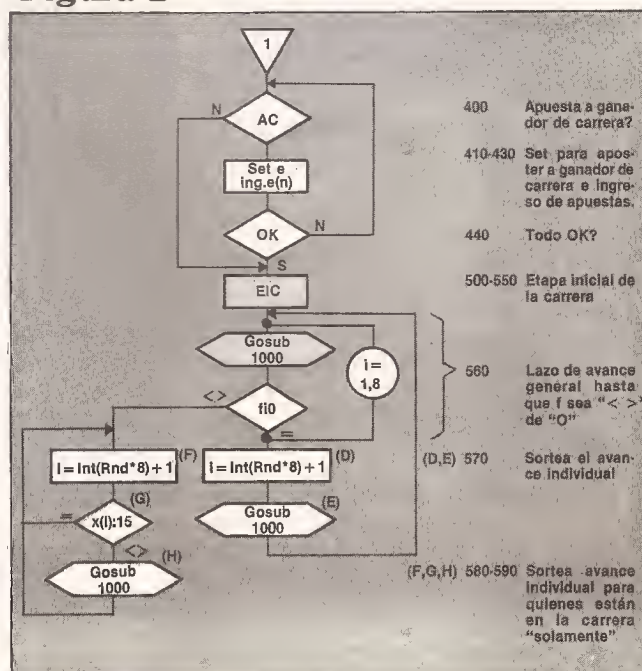 1
N
AC
Set e
ing.e(n)
OK
N
S
EIC
Gosub
1000
i =
1,8
< >
fi0
=
I = Int(Rnd*8) + 1
(F)
i = Int(Rnd*8) + 1
(D)
(G)
=
x(i):15
< >
(H)
Gosub
1000
(E)
Gosub
1000
400 Apuesta a gana-
dor de carrera?
410-430 Set para apos-
ter a ganador de
carrera e ingre-
so de apuestas.
440 Todo OK?
500-550 Etapa inicial de
la carrera
560 Lazo de avance
general hasta
que f sea "< >"
de "O"
(D,E) 570 Sortea el avan-
ce individual
(F,G,H) 580-590 Sortea avance
individual para
quienes están
en la carrera
"solamente"